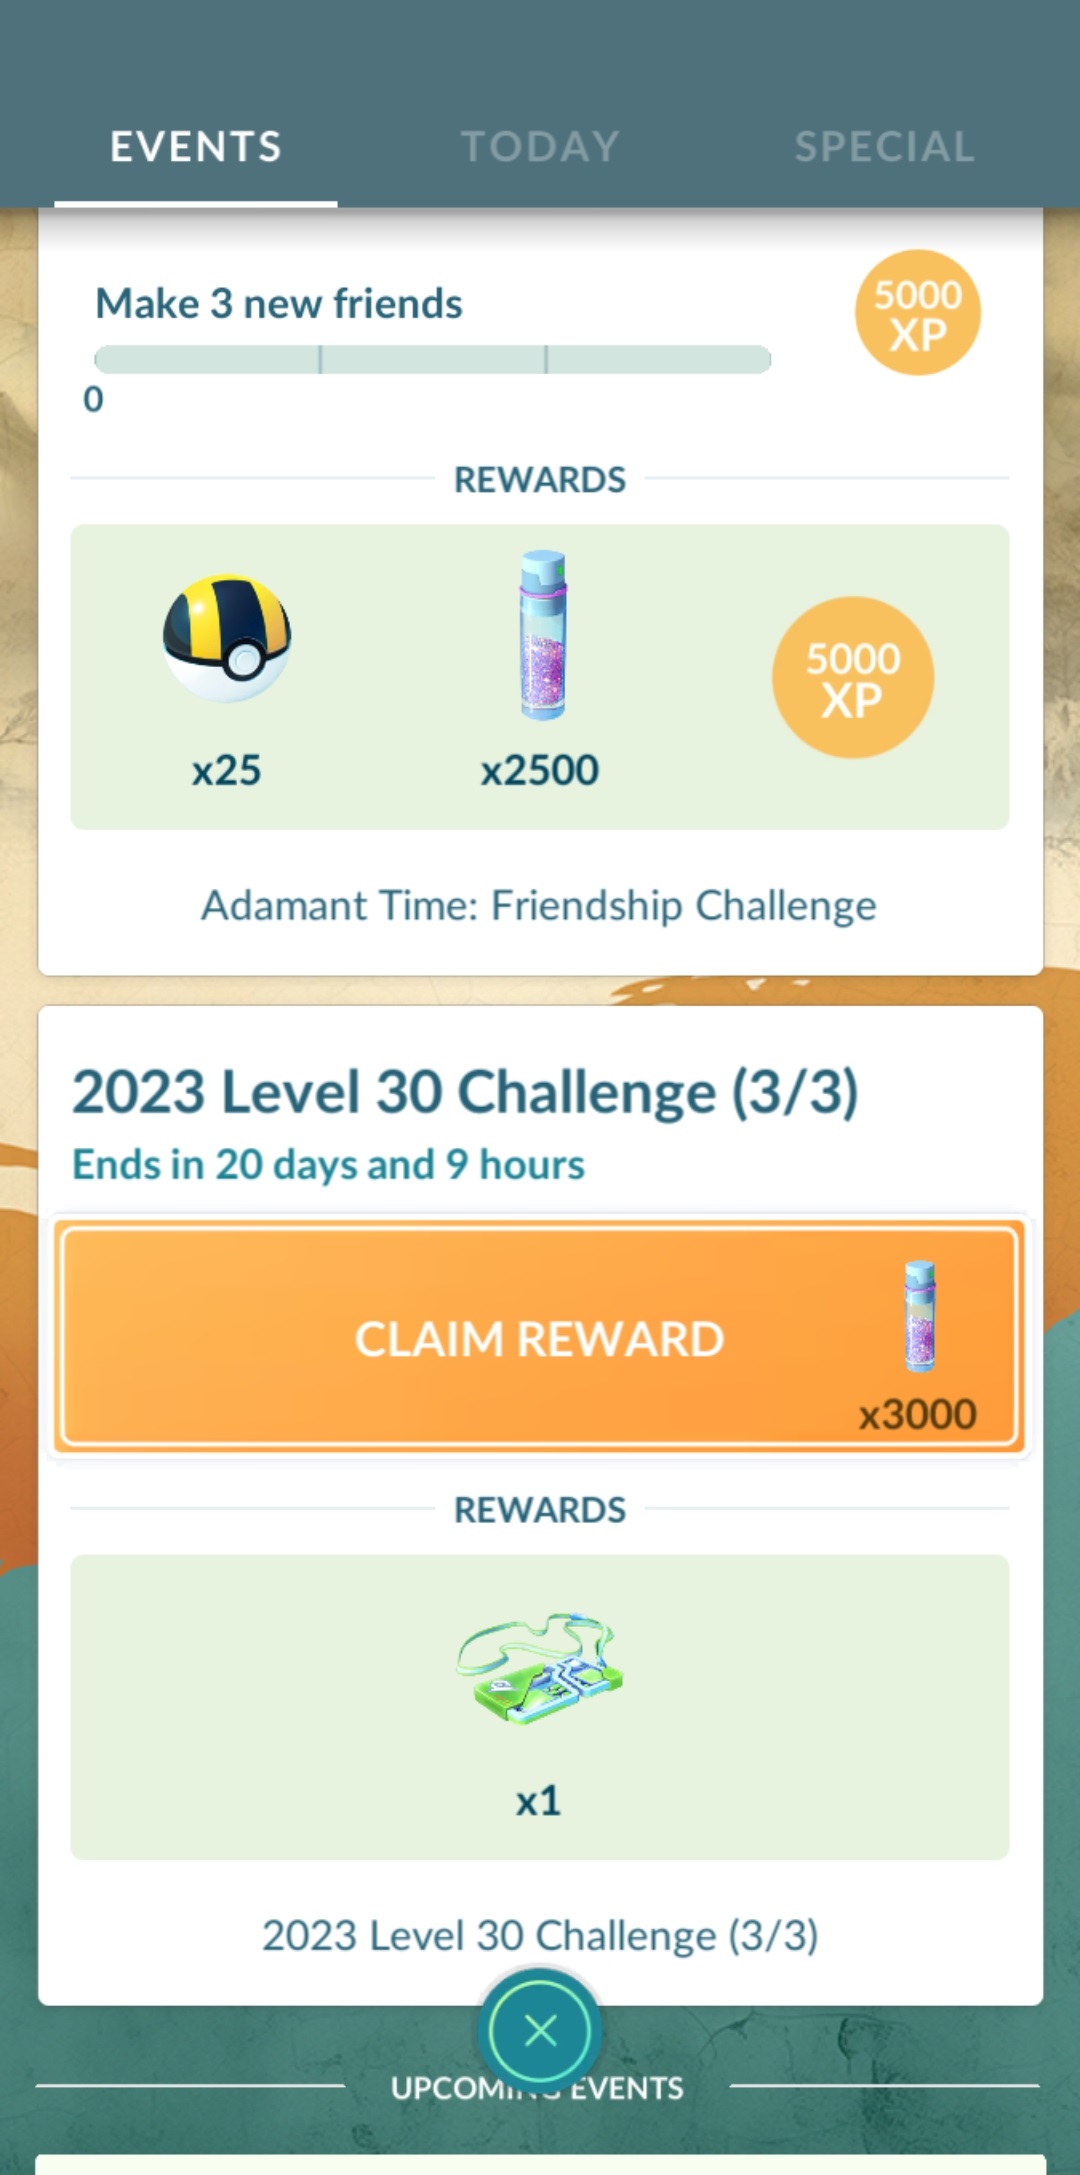 EVENTS
TODAY
SPECIAL
Make 3 new friends
5000
XP
0
REWARDS
x25
x2500
5000
XP
Adamant Time: Friendship Challenge
2023 Level 30 Challenge (3/3)
Ends in 20 days and 9 hours
CLAIM REWARD
x3000
REWARDS
x1
2023 Level 30 Challenge (3/3)
UPCOMING EVENTS